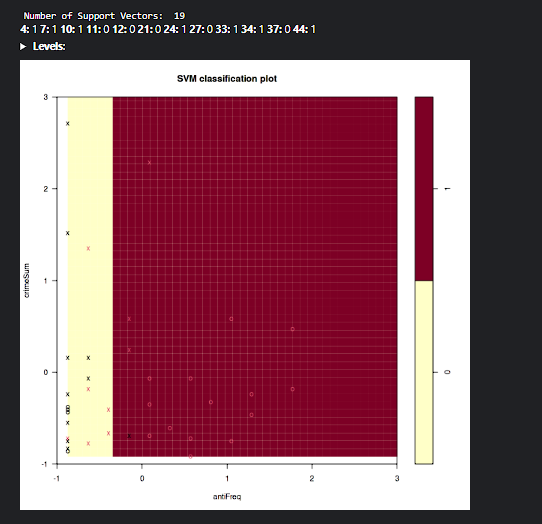 Number of Support Vectors: 19
4: 1 7: 1 10: 1 11: 0 12: 0 21: 0 24: 1 27: 0 33: 1 34: 1 37: 0 44: 1
▶ Levels:
SVM classification plot
3
2
1
0
-1
crimeSum
-1 0 1 2 3
antiFreq
1
0